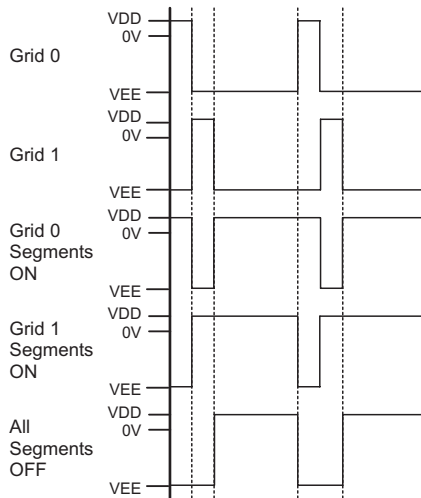 VDD
0V
Grid 0
VEE
VDD
0V
Grid 1
VEE
VDD
0V
Grid 0
Segments
ON
VEE
VDD
0V
Grid 1
Segments
ON
VEE
VDD
0V
All
Segments
OFF
VEE